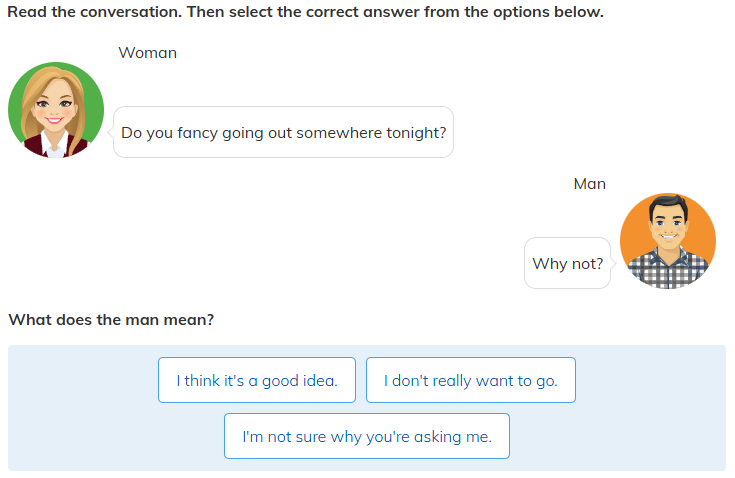 Read the conversation. Then select the correct answer from the options below.
Woman
Do you fancy going out somewhere tonight?
Man
Why not?
What does the man mean?
I think it's a good idea.
I don't really want to go.
I'm not sure why you're asking me.